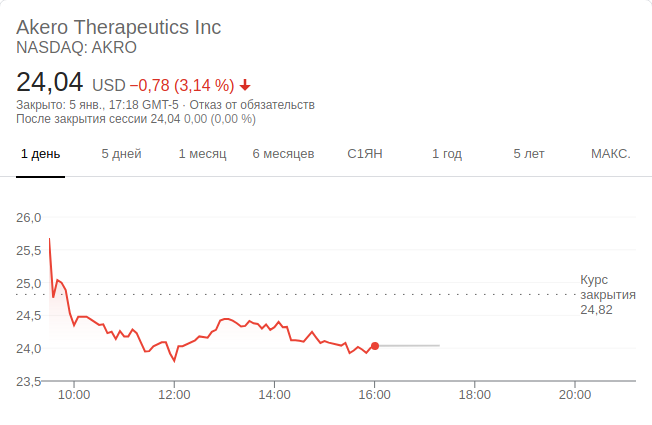 Akero Therapeutics Inc
NASDAQ: AKRO
24,04 USD −0,78 (3,14 %)
Закрыто: 5 янв., 17:18 GMT-5 · Отказ от обязательств
После закрытия сессии 24,04 0,00 (0,00 %)
1 день 5 дней 1 месяц 6 месяцев С1ЯН 1 год 5 лет МАКС.
26,0
25,5
25,0
24,5
24,0
23,5
Курс
закрытия
24,82
10:00 12:00 14:00 16:00 18:00 20:00